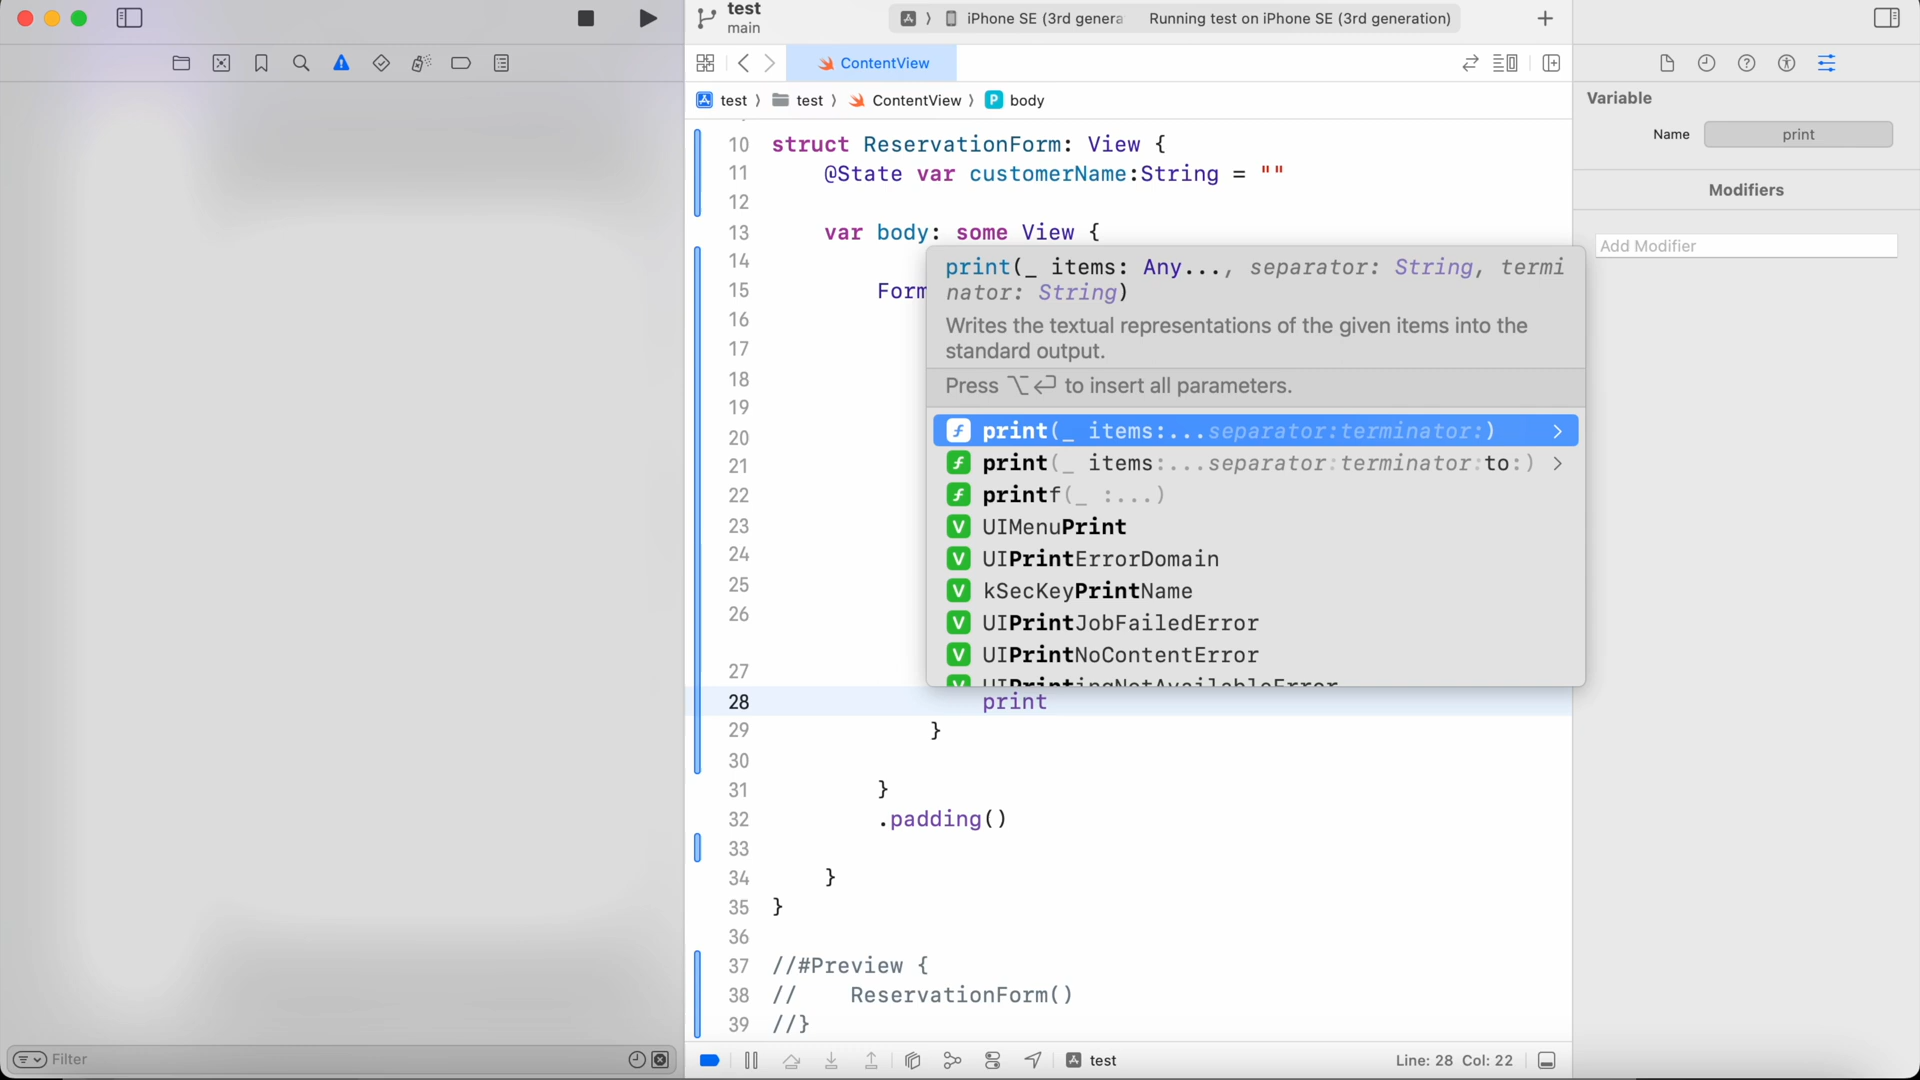 test
main
iPhone SE (3rd genera
Running test on iPhone SE (3rd generation)
ContentView
test
test
ContentView
P
body
Variable
Name
print
Modifiers
Add Modifier
10 struct ReservationForm: View {
11 @State var customerName:String = ""
12
13 var body: some View {
14
15 Form
16
17
18
19
20
21
22
23
24
25
26
27
print(_ items: Any..., separator: String, termi
nator: String)
Writes the textual representations of the given items into the
standard output.
Press ⌥⏎ to insert all parameters.
f print(_ items:...separator:terminator:)
f print(_ items:...separator:terminator:to:)
f printf(_ :...)
V UIMenuPrint
V UIPrintErrorDomain
V kSecKeyPrintName
V UIPrintJobFailedError
V UIPrintNoContentError
V UIPrintingNotAvailableError
28 print
29 }
30
31 }
32 .padding()
33
34 }
35 }
36
37 //#Preview {
38 // ReservationForm()
39 //}
Filter
test
Line: 28 Col: 22